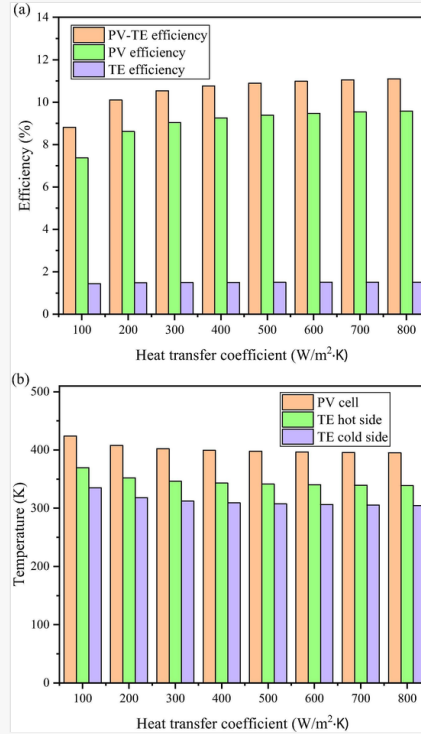 (a)
14
12
10
8
6
4
2
0
Efficiency (%)
PV-TE efficiency
PV efficiency
TE efficiency
100 200 300 400 500 600 700 800
Heat transfer coefficient (W/m²·K)
(b)
500
400
300
200
100
0
Temperature (K)
PV cell
TE hot side
TE cold side
100 200 300 400 500 600 700 800
Heat transfer coefficient (W/m²·K)